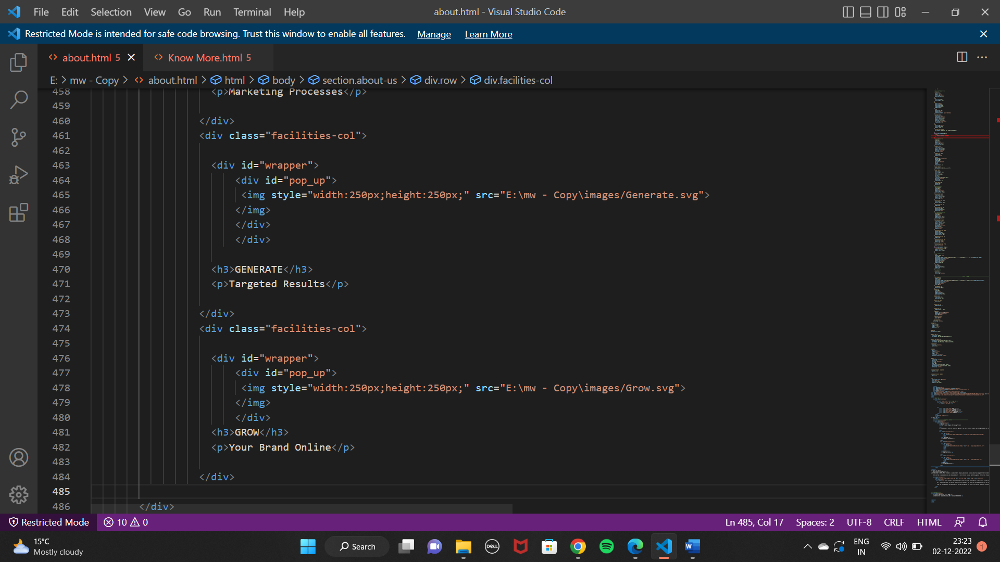 File Edit Selection View Go Run Terminal Help about.html - Visual Studio Code
Restricted Mode is intended for safe code browsing. Trust this window to enable all features. Manage Learn More
about.html 5 Know More.html 5
E: > mw - Copy > about.html > html > body > section.about-us > div.row > div.facilities-col
458 <p>Marketing Processes</p>
459
460 </div>
461 <div class="facilities-col">
462
463 <div id="wrapper">
464 <div id="pop_up">
465 <img style="width:250px;height:250px;" src="E:\mw - Copy\images/Generate.svg">
466 </img>
467 </div>
468 </div>
469
470 <h3>GENERATE</h3>
471 <p>Targeted Results</p>
472
473 </div>
474 <div class="facilities-col">
475
476 <div id="wrapper">
477 <div id="pop_up">
478 <img style="width:250px;height:250px;" src="E:\mw - Copy\images/Grow.svg">
479 </img>
480 </div>
481 <h3>GROW</h3>
482 <p>Your Brand Online</p>
483
484 </div>
485
486 </div>
Restricted Mode 10 0 Ln 485, Col 17 Spaces: 2 UTF-8 CRLF HTML
15°C
Mostly cloudy
Search
DELL
W
ENG
IN
23:23
02-12-2022
1